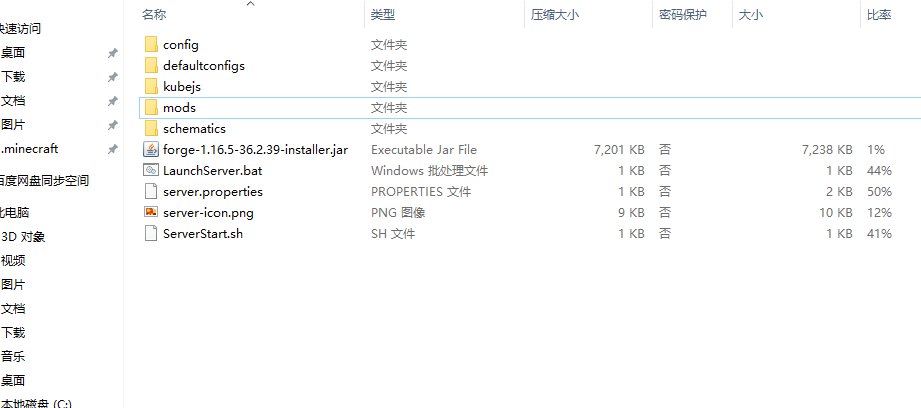 名称 类型 压缩大小 密码保护 大小 比率
快速访问
桌面
下载
文档
图片
.minecraft
百度网盘同步空间
此电脑
3D 对象
视频
图片
文档
下载
音乐
桌面
本地磁盘 (C:)
config 文件夹
defaultconfigs 文件夹
kubejs 文件夹
mods 文件夹
schematics 文件夹
forge-1.16.5-36.2.39-installer.jar Executable Jar File 7,201 KB 否 7,238 KB 1%
LaunchServer.bat Windows 批处理文件 1 KB 否 1 KB 44%
server.properties PROPERTIES 文件 1 KB 否 2 KB 50%
server-icon.png PNG 图像 9 KB 否 10 KB 12%
ServerStart.sh SH 文件 1 KB 否 1 KB 41%